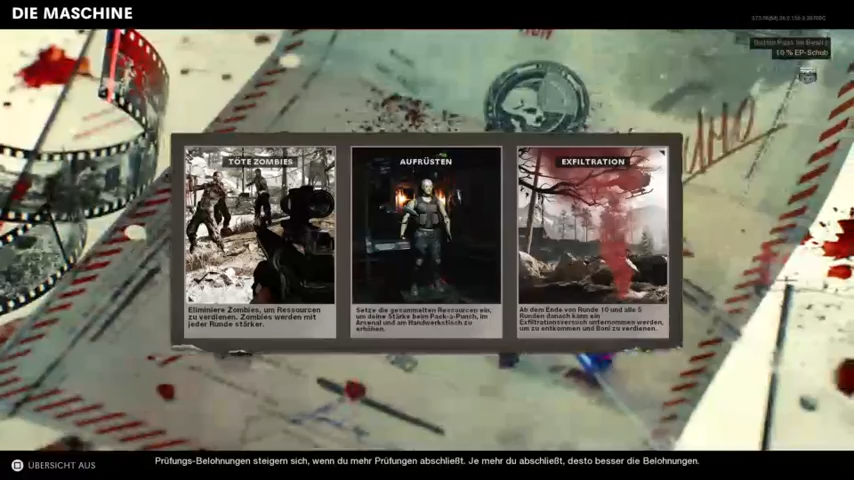 DIE MASCHINE
10 % EP-Schub
TÖTE ZOMBIES
AUFRÜSTEN
EXFILTRATION
Eliminiere Zombies, um Ressourcen
zu verdienen. Zombies werden mit
jeder Runde stärker.
Setze die gesammelten Ressourcen ein,
um deine Stärke beim Pack-a-Punch, im
Arsenal und am Handwerkstisch zu
erhöhen.
Ab dem Ende von Runde 10 und alle 5
Runden danach kann ein
Exfiltrationsversuch unternommen werden,
um zu entkommen und Boni zu verdienen.
ÜBERSICHT AUS
Prüfungs-Belohnungen steigern sich, wenn du mehr Prüfungen abschließt. Je mehr du abschließt, desto besser die Belohnungen.